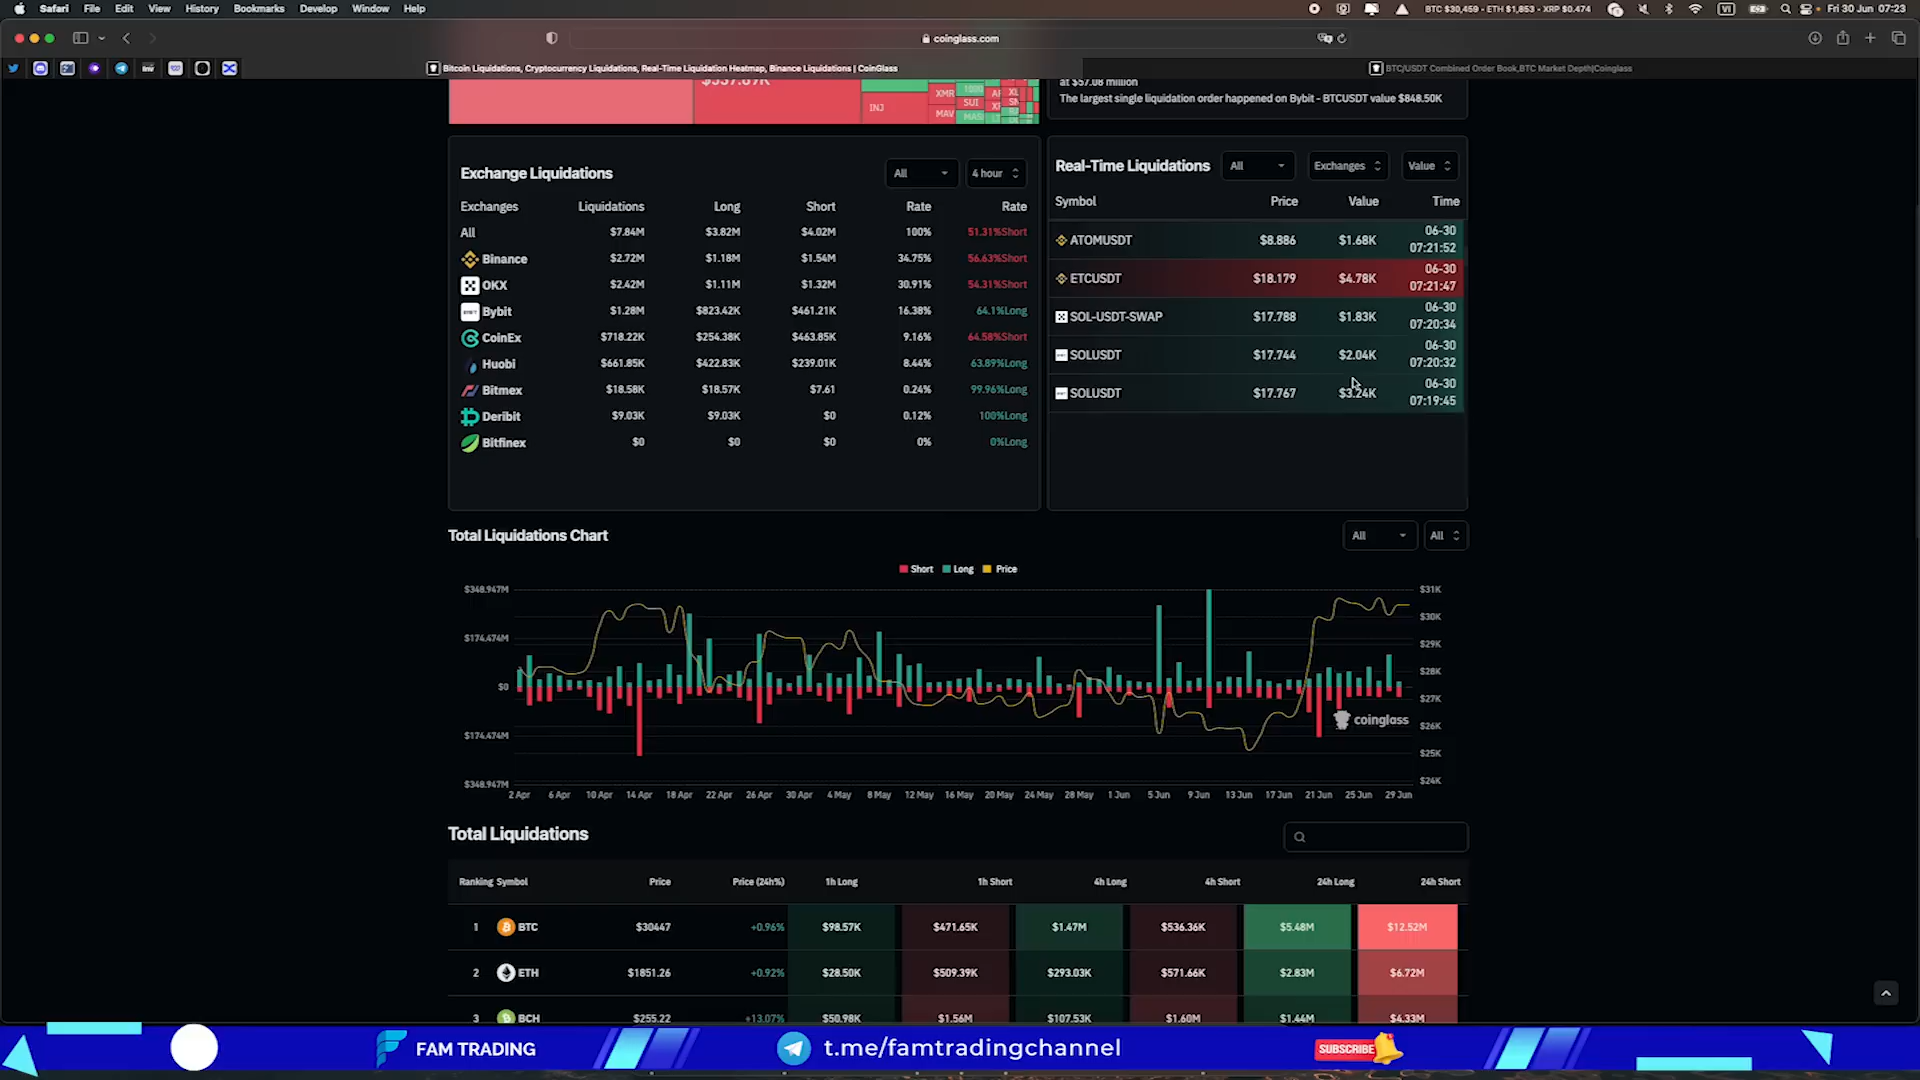 Safari File Edit View History Bookmarks Develop Window Help
BTC $30,459 - ETH $1,853 - XRP $0.474
VI
Fri 30 Jun 07:23
coinglass.com
Bitcoin Liquidations, Cryptocurrency Liquidations, Real-Time Liquidation Heatmap, Binance Liquidations | CoinGlass
BTC/USDT Combined Order Book,BTC Market Depth|Coinglass
INJ
XMR
MAV
SUI
at $57.08 million
The largest single liquidation order happened on Bybit - BTCUSDT value $848.50K
Exchange Liquidations
All
4 hour
Exchanges Liquidations Long Short Rate Rate
All $7.84M $3.82M $4.02M 100% 51.31%Short
Binance $2.72M $1.18M $1.54M 34.75% 56.63%Short
OKX $2.42M $1.11M $1.32M 30.91% 54.31%Short
Bybit $1.28M $823.42K $461.21K 16.38% 64.1%Long
CoinEx $718.22K $254.38K $463.85K 9.16% 64.58%Short
Huobi $661.85K $422.83K $239.01K 8.44% 63.89%Long
Bitmex $18.58K $18.57K $7.61 0.24% 99.96%Long
Deribit $9.03K $9.03K $0 0.12% 100%Long
Bitfinex $0 $0 $0 0% 0%Long
Real-Time Liquidations
All
Exchanges
Value
Symbol Price Value Time
ATOMUSDT $8.886 $1.68K 06-30 07:21:52
ETCUSDT $18.179 $4.78K 06-30 07:21:47
SOL-USDT-SWAP $17.788 $1.83K 06-30 07:20:34
SOLUSDT $17.744 $2.04K 06-30 07:20:32
SOLUSDT $17.767 $3.24K 06-30 07:19:45
Total Liquidations Chart
All
All
Short Long Price
$348.947M
$174.474M
$0
$174.474M
$348.947M
$31K
$30K
$29K
$28K
$27K
$26K
$25K
$24K
coinglass
2 Apr 6 Apr 10 Apr 14 Apr 18 Apr 22 Apr 26 Apr 30 Apr 4 May 8 May 12 May 16 May 20 May 24 May 28 May 1 Jun 5 Jun 9 Jun 13 Jun 17 Jun 21 Jun 25 Jun 29 Jun
Total Liquidations
Ranking Symbol Price Price (24h%) 1h Long 1h Short 4h Long 4h Short 24h Long 24h Short
1 BTC $30447 +0.96% $98.57K $471.65K $1.47M $536.36K $5.48M $12.52M
2 ETH $1851.26 +0.92% $28.50K $509.39K $293.03K $571.66K $2.83M $6.72M
3 BCH $255.22 +13.07% $50.98K $1.56M $107.53K $1.60M $1.44M $4.33M
FAM TRADING
t.me/famtradingchannel
SUBSCRIBE